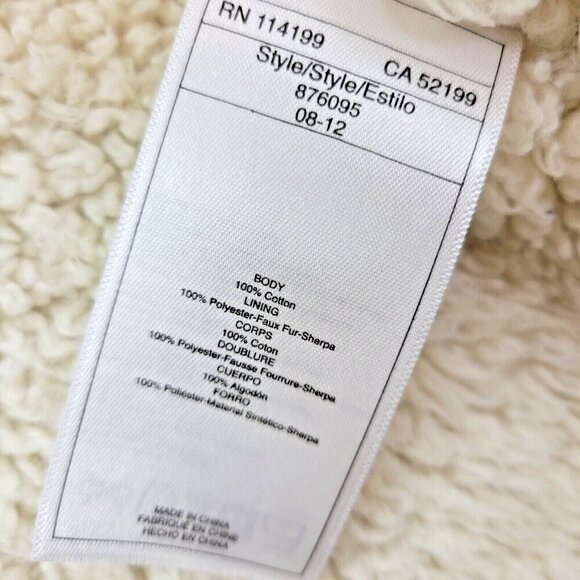 RN 114199 CA 52199
Style/Style/Estilo
876095
08-12
BODY
100% Cotton
LINING
100% Polyester-Faux Fur-Sherpa
CORPS
100% Coton
DOUBLURE
100% Polyester-Fausse Fourrure-Sherpa
CUERPO
100% Algodón
FORRO
100% Poliéster-Material Sintético-Sherpa
MADE IN CHINA
FABRIQUÉ EN CHINE
HECHO EN CHINA